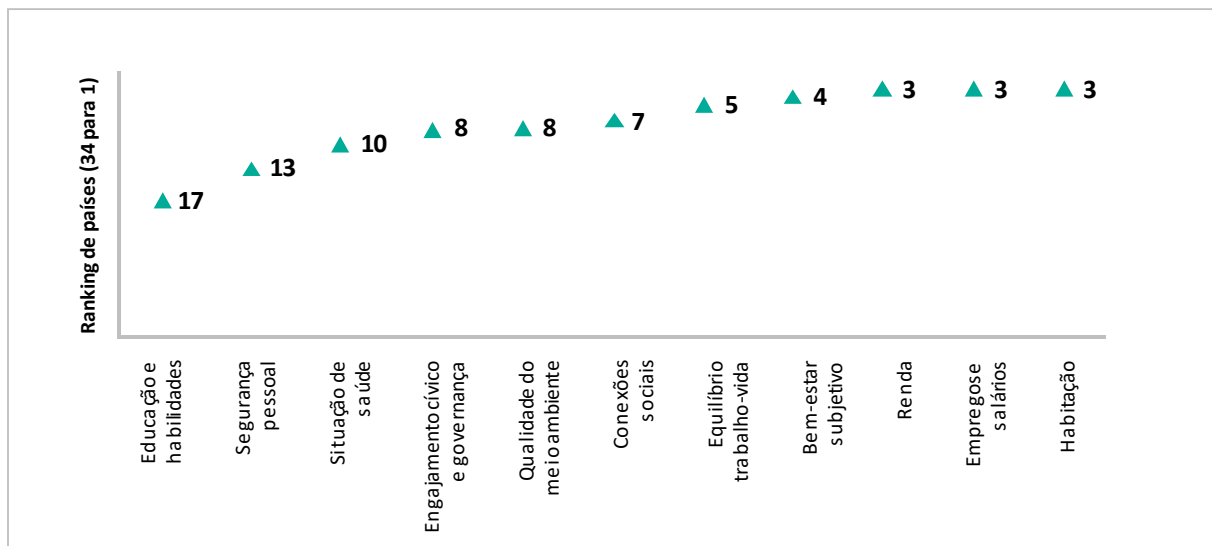 Ranking de países (34 para 1)
17
13
10
8
8
7
5
4
3
3
3
Educação e
habilidades
Segurança
pessoal
Situação de
saúde
Engajamento cívico
e governança
Qualidade do
meio ambiente
Conexões
sociais
Equilíbrio
trabalho-vida
Bem-estar
subjetivo
Renda
Empregos e
salários
Habitação